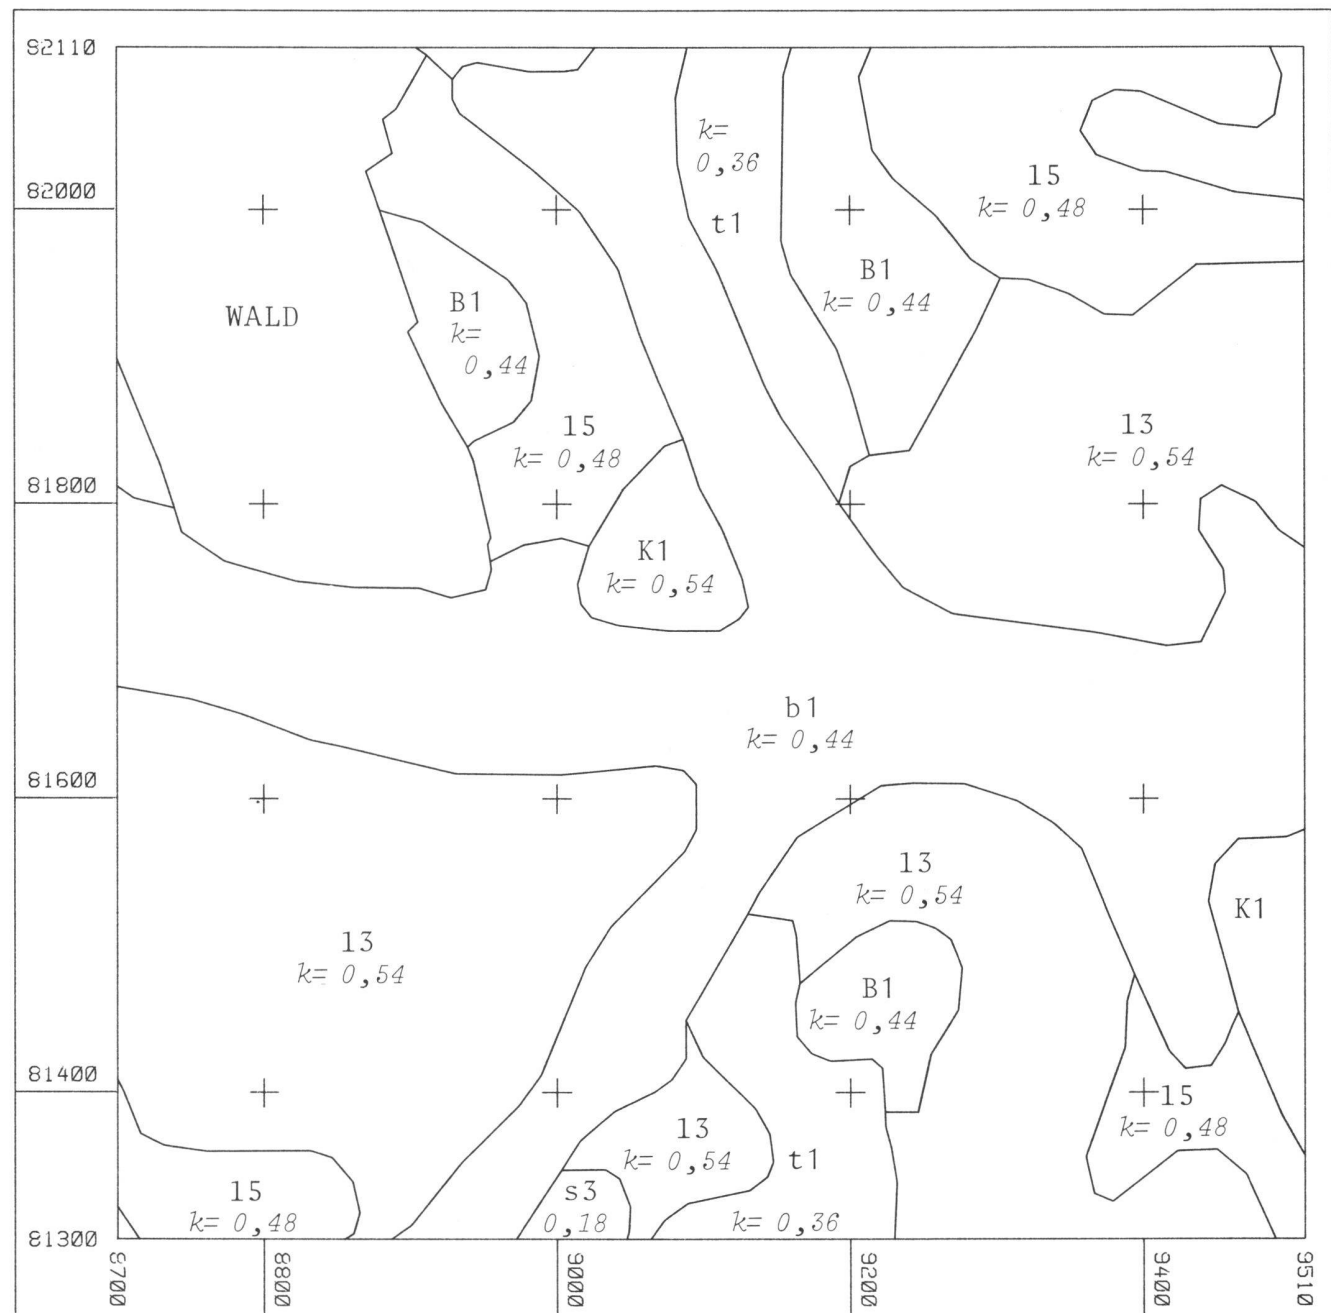 82110
k=
0,36
82000
15
k= 0,48
t1
B1
k= 0,44
B1
k=
0,44
WALD
15
k= 0,48
13
k= 0,54
81800
K1
k= 0,54
b1
k= 0,44
81600
13
k= 0,54
K1
13
k= 0,54
B1
k= 0,44
81400
15
k= 0,48
13
k= 0,54
t1
15
k= 0,48
s3
0,18
k= 0,36
81300
8700
8800
9000
9200
9400
9510